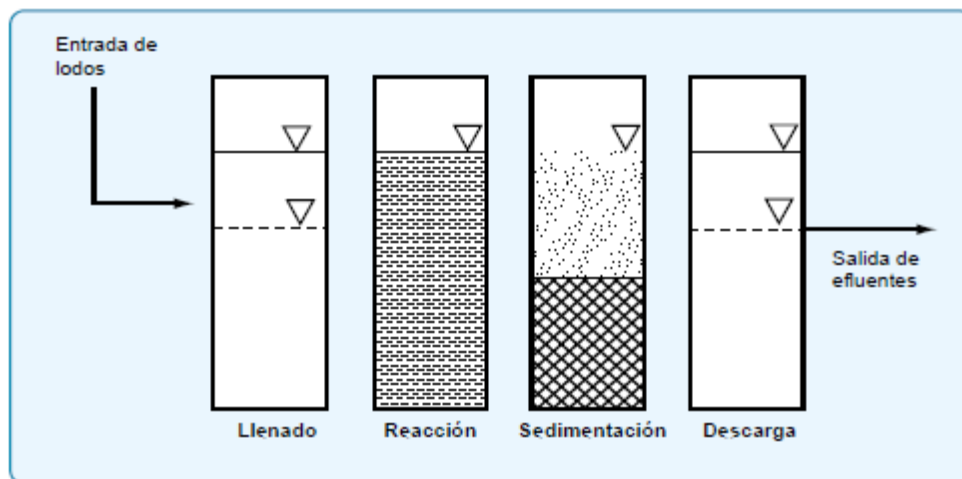 Entrada de
lodos
Salida de
efluentes
Llenado
Reacción
Sedimentación
Descarga